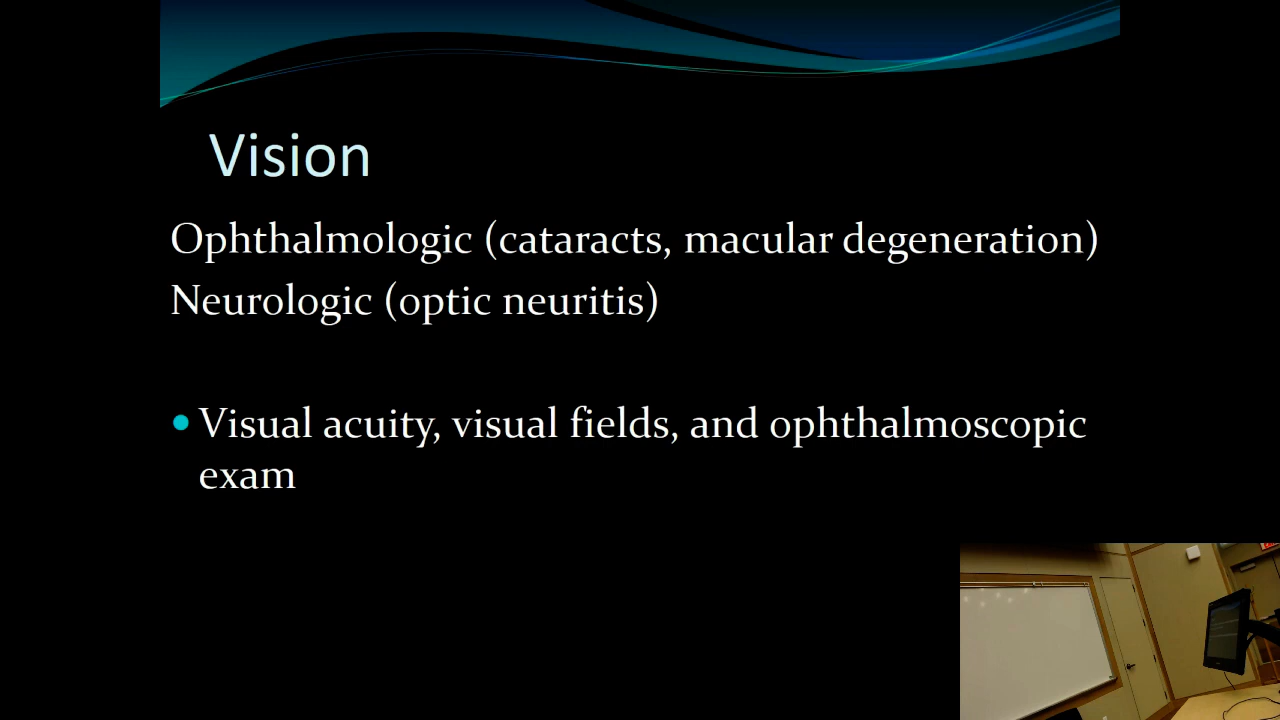 Vision
Ophthalmologic (cataracts, macular degeneration)
Neurologic (optic neuritis)
• Visual acuity, visual fields, and ophthalmoscopic
exam